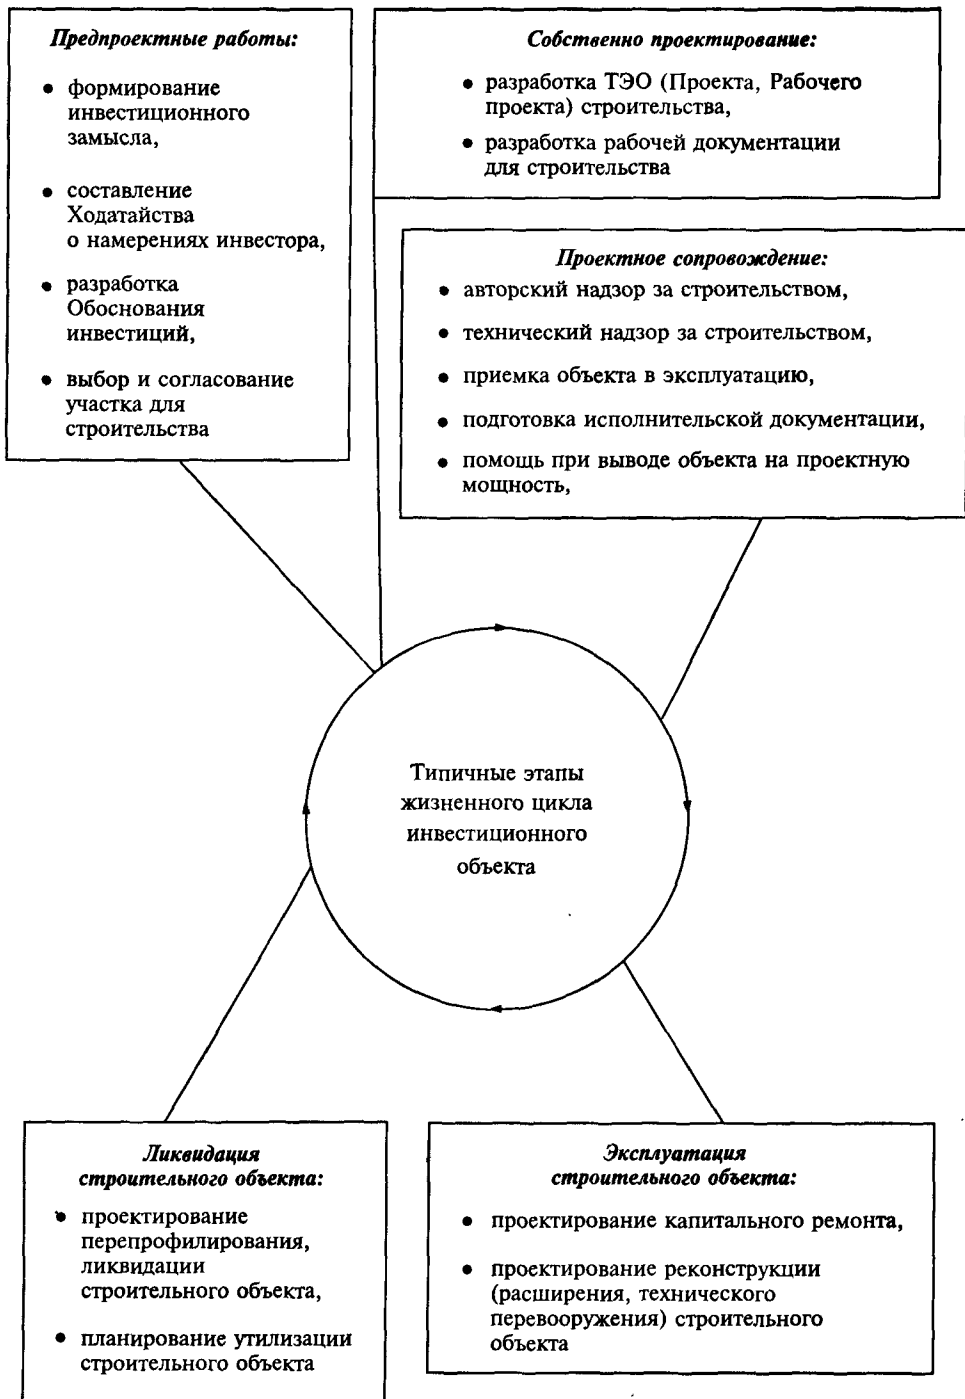 Предпроектные работы:
• формирование
инвестиционного
замысла,
• составление
Ходатайства
о намерениях инвестора,
• разработка
Обоснования
инвестиций,
• выбор и согласование
участка для
строительства
Собственно проектирование:
• разработка ТЭО (Проекта, Рабочего
проекта) строительства,
• разработка рабочей документации
для строительства
Проектное сопровождение:
• авторский надзор за строительством,
• технический надзор за строительством,
• приемка объекта в эксплуатацию,
• подготовка исполнительской документации,
• помощь при выводе объекта на проектную
мощность,
Типичные этапы
жизненного цикла
инвестиционного
объекта
Ликвидация
строительного объекта:
• проектирование
перепрофилирования,
ликвидации
строительного объекта,
• планирование утилизации
строительного объекта
Эксплуатация
строительного объекта:
• проектирование капитального ремонта,
• проектирование реконструкции
(расширения, технического
перевооружения) строительного
объекта